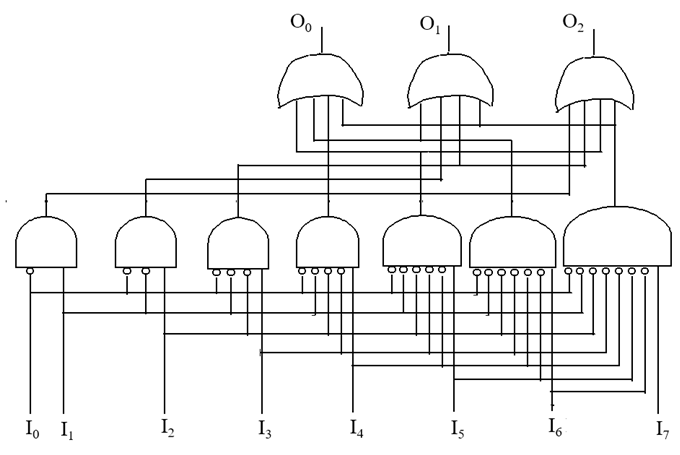 O₀ O₁ O₂
I₀ I₁ I₂ I₃ I₄ I₅ I₆ I₇